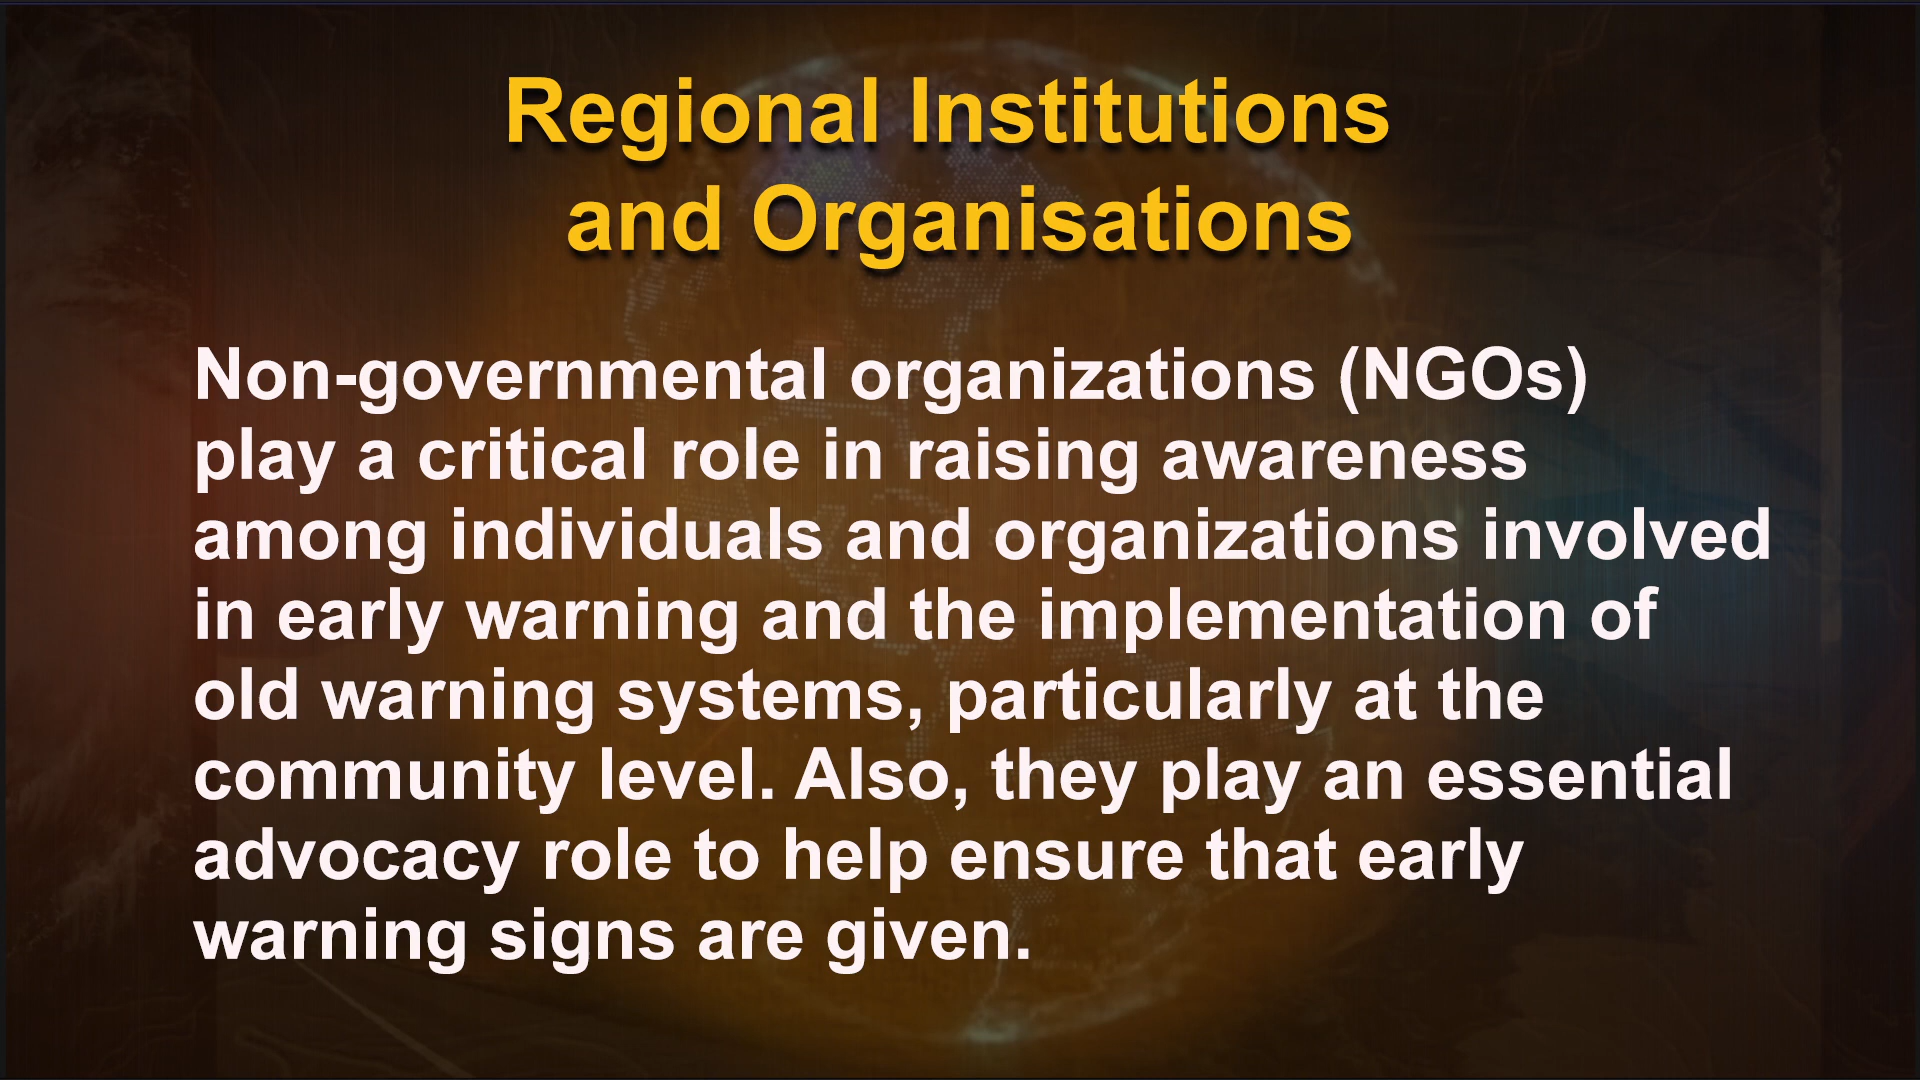 Regional Institutions
and Organisations
Non-governmental organizations (NGOs)
play a critical role in raising awareness
among individuals and organizations involved
in early warning and the implementation of
old warning systems, particularly at the
community level. Also, they play an essential
advocacy role to help ensure that early
warning signs are given.